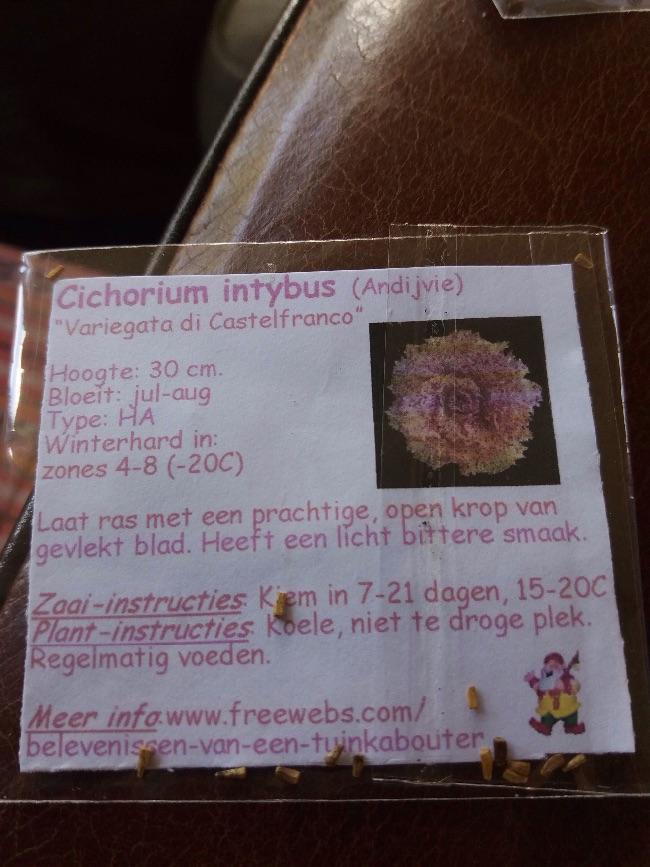 Cichorium intybus (Andijvie)
"Variegata di Castelfranco"
Hoogte: 30 cm.
Bloeit: jul-aug
Type: HA
Winterhard in:
zones 4-8 (-20C)
Laat ras met een prachtige, open krop van
gevlekt blad. Heeft een licht bittere smaak.
Zaai-instructies: Kiem in 7-21 dagen, 15-20C
Plant-instructies: Koele, niet te droge plek.
Regelmatig voeden.
Meer info:www.freewebs.com/
belevenissen-van-een-tuinkabouter